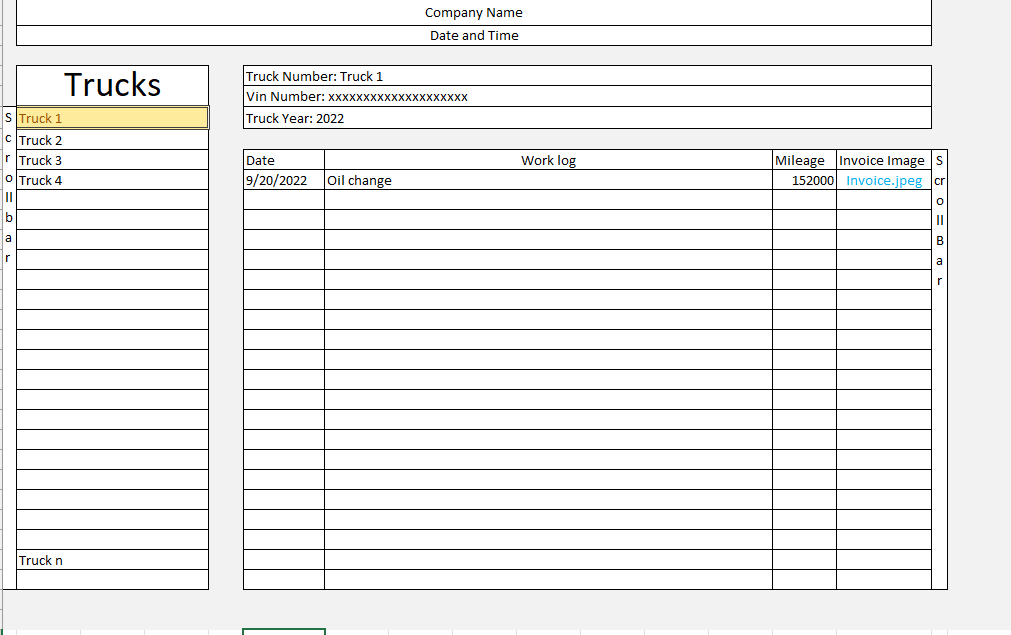 Company Name
Date and Time
Trucks
Truck 1
Truck 2
Truck 3
Truck 4
Truck n
S
c
r
o
ll
b
a
r
Truck Number: Truck 1
Vin Number: xxxxxxxxxxxxxxxxxxxx
Truck Year: 2022
Date Work log Mileage Invoice Image
9/20/2022 Oil change 152000 Invoice.jpeg
S
cr
o
ll
B
a
r